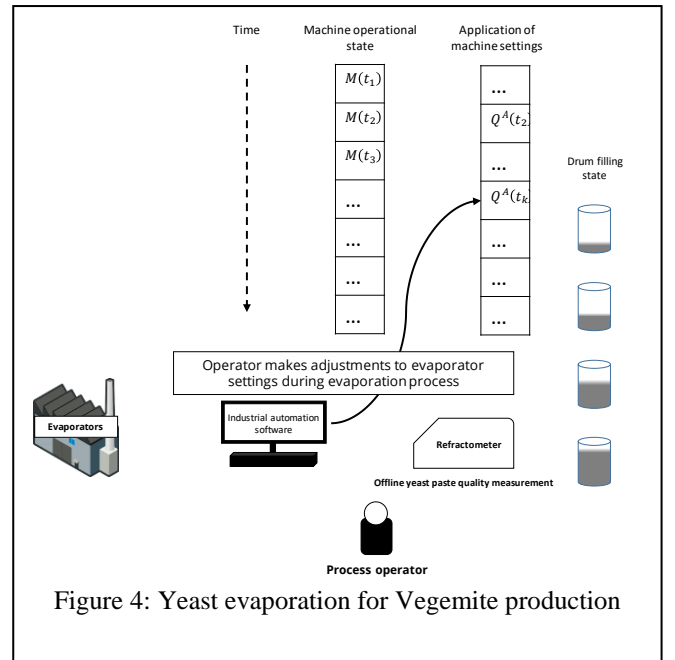 Time
Machine operational
state
Application of
machine settings
M(t₁)
M(t₂)
M(t₃)
...
...
...
...
...
Qᴬ(t₂)
...
Qᴬ(tₖ)
...
...
...
Drum filling
state
Operator makes adjustments to evaporator
settings during evaporation process
Evaporators
Industrial automation
software
Refractometer
Offline yeast paste quality measurement
Process operator
Figure 4: Yeast evaporation for Vegemite production